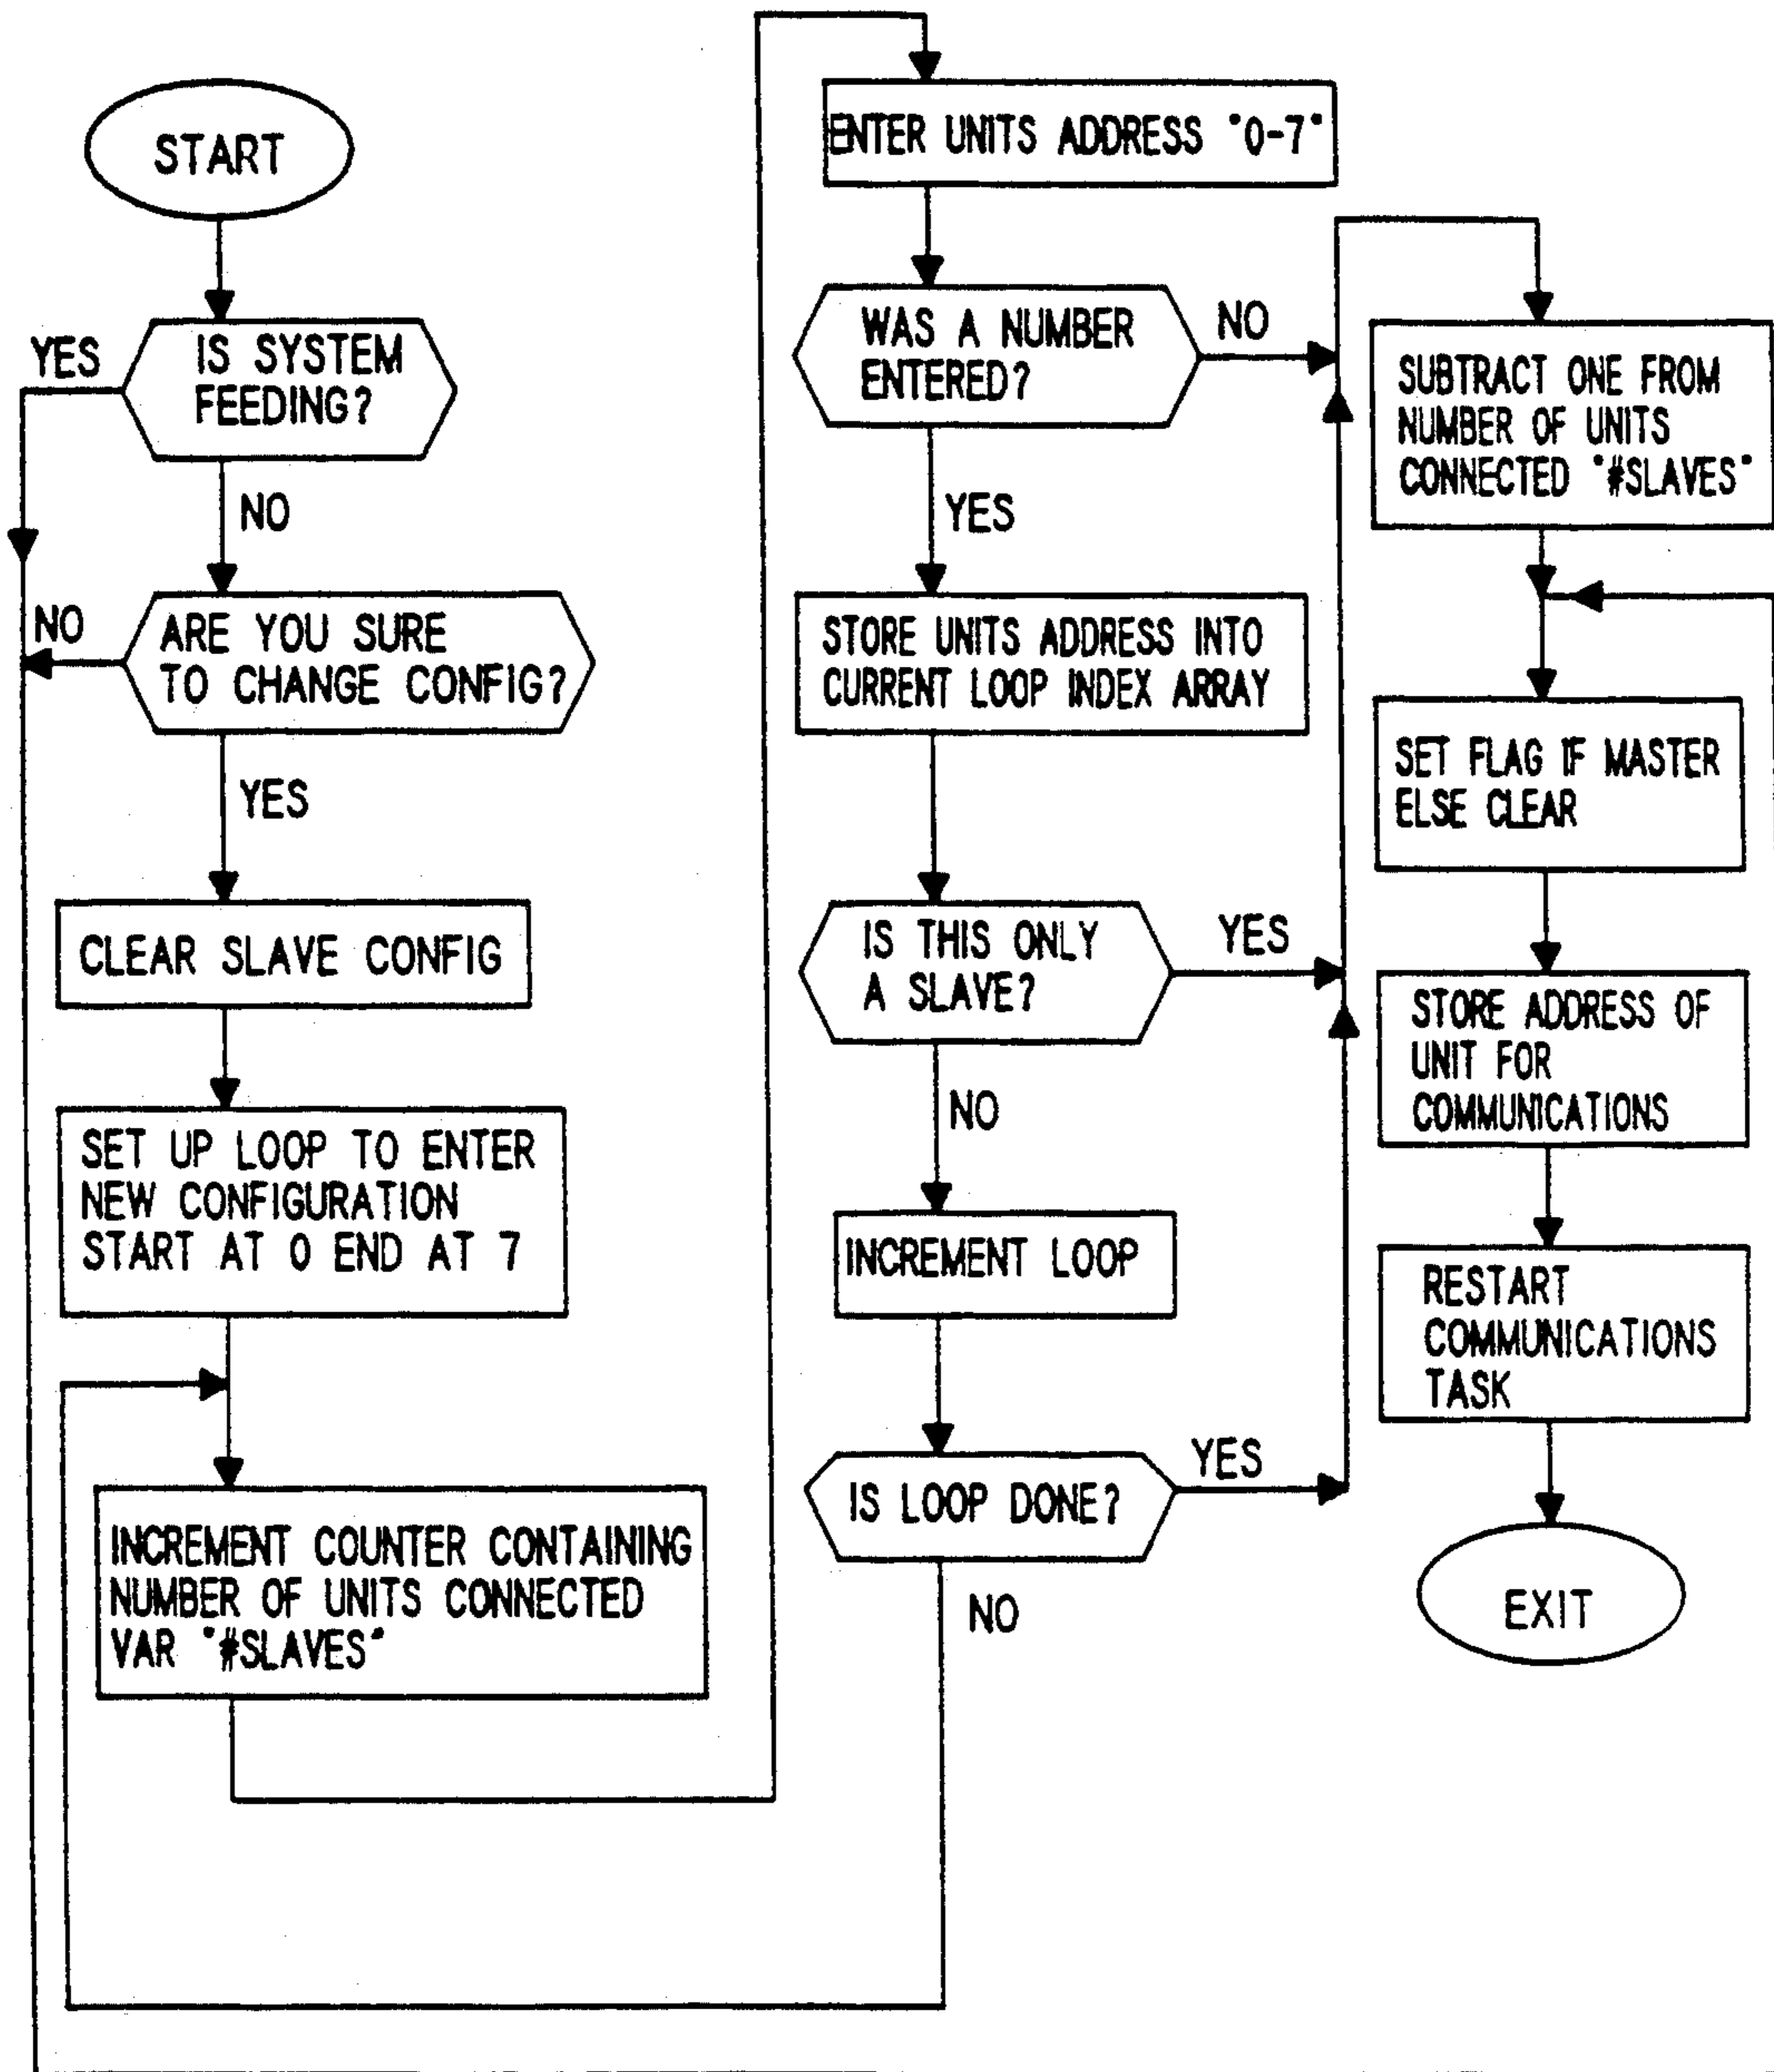 START
YES
IS SYSTEM
FEEDING?
NO
NO
ARE YOU SURE
TO CHANGE CONFIG?
YES
CLEAR SLAVE CONFIG
SET UP LOOP TO ENTER
NEW CONFIGURATION
START AT 0 END AT 7
INCREMENT COUNTER CONTAINING
NUMBER OF UNITS CONNECTED
VAR "#SLAVES"
ENTER UNITS ADDRESS "0-7"
WAS A NUMBER
ENTERED?
NO
YES
STORE UNITS ADDRESS INTO
CURRENT LOOP INDEX ARRAY
IS THIS ONLY
A SLAVE?
YES
NO
INCREMENT LOOP
IS LOOP DONE?
YES
NO
SUBTRACT ONE FROM
NUMBER OF UNITS
CONNECTED "#SLAVES"
SET FLAG IF MASTER
ELSE CLEAR
STORE ADDRESS OF
UNIT FOR
COMMUNICATIONS
RESTART
COMMUNICATIONS
TASK
EXIT